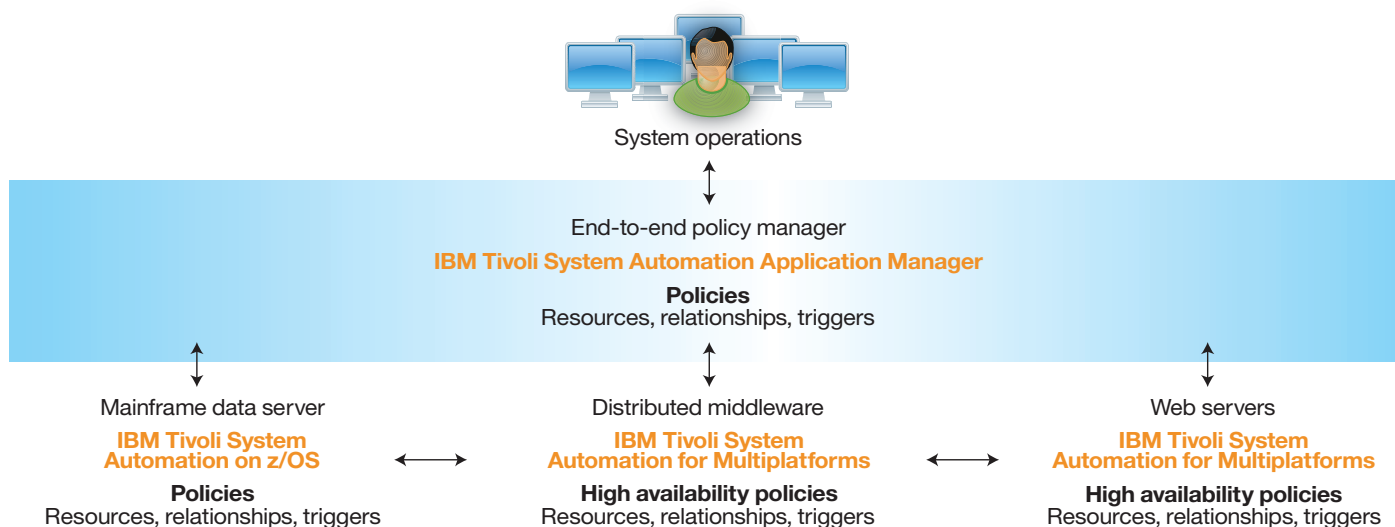 System operations
End-to-end policy manager
IBM Tivoli System Automation Application Manager
Policies
Resources, relationships, triggers
Mainframe data server
IBM Tivoli System
Automation on z/OS
Policies
Resources, relationships, triggers
Distributed middleware
IBM Tivoli System
Automation for Multiplatforms
High availability policies
Resources, relationships, triggers
Web servers
IBM Tivoli System
Automation for Multiplatforms
High availability policies
Resources, relationships, triggers